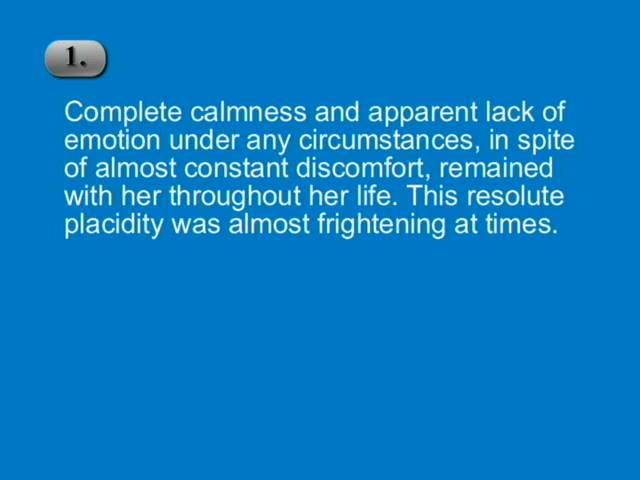 1.
Complete calmness and apparent lack of
emotion under any circumstances, in spite
of almost constant discomfort, remained
with her throughout her life. This resolute
placidity was almost frightening at times.